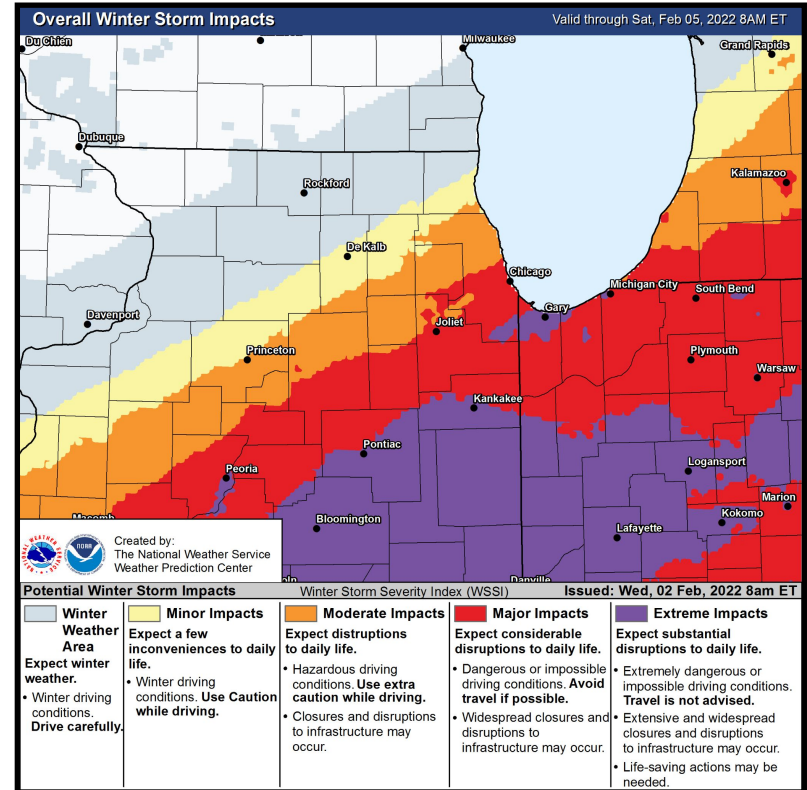 Overall Winter Storm Impacts
Valid through Sat, Feb 05, 2022 8AM ET
Du Chien
Milwaukee
Grand Rapids
Dubuque
Rockford
Kalamazoo
De Kalb
Chicago
Michigan City
South Bend
Davenport
Gary
Joliet
Princeton
Plymouth
Warsaw
Kankakee
Pontiac
Peoria
Logansport
Marion
Macomb
Bloomington
Kokomo
Lafayette
Danville
NATIONAL WEATHER SERVICE
NOAA
Created by:
The National Weather Service
Weather Prediction Center
Potential Winter Storm Impacts
Winter Storm Severity Index (WSSI)
Issued: Wed, 02 Feb, 2022 8am ET
Winter
Weather
Area
Expect winter
weather.
• Winter driving
conditions.
Drive carefully.
Minor Impacts
Expect a few
inconveniences to daily
life.
• Winter driving
conditions. Use Caution
while driving.
Moderate Impacts
Expect distruptions
to daily life.
• Hazardous driving
conditions. Use extra
caution while driving.
• Closures and disruptions
to infrastructure may
occur.
Major Impacts
Expect considerable
disruptions to daily life.
• Dangerous or impossible
driving conditions. Avoid
travel if possible.
• Widespread closures and
disruptions to
infrastructure may occur.
Extreme Impacts
Expect substantial
disruptions to daily life.
• Extremely dangerous or
impossible driving conditions.
Travel is not advised.
• Extensive and widespread
closures and disruptions
to infrastructure may occur.
• Life-saving actions may be
needed.